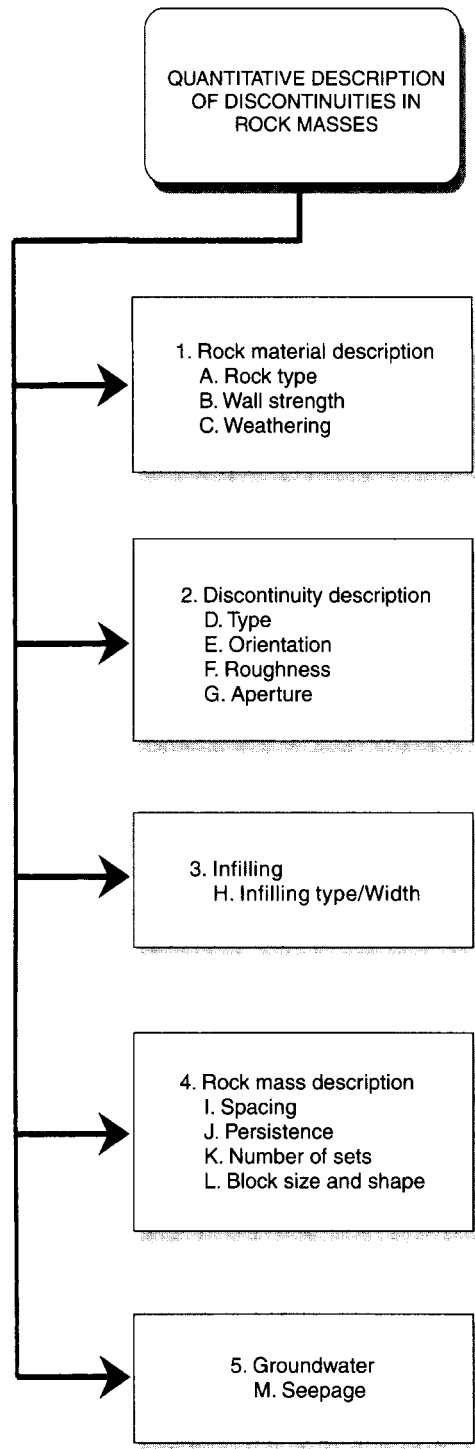 QUANTITATIVE DESCRIPTION
OF DISCONTINUITIES IN
ROCK MASSES
1. Rock material description
A. Rock type
B. Wall strength
C. Weathering
2. Discontinuity description
D. Type
E. Orientation
F. Roughness
G. Aperture
3. Infilling
H. Infilling type/Width
4. Rock mass description
I. Spacing
J. Persistence
K. Number of sets
L. Block size and shape
5. Groundwater
M. Seepage